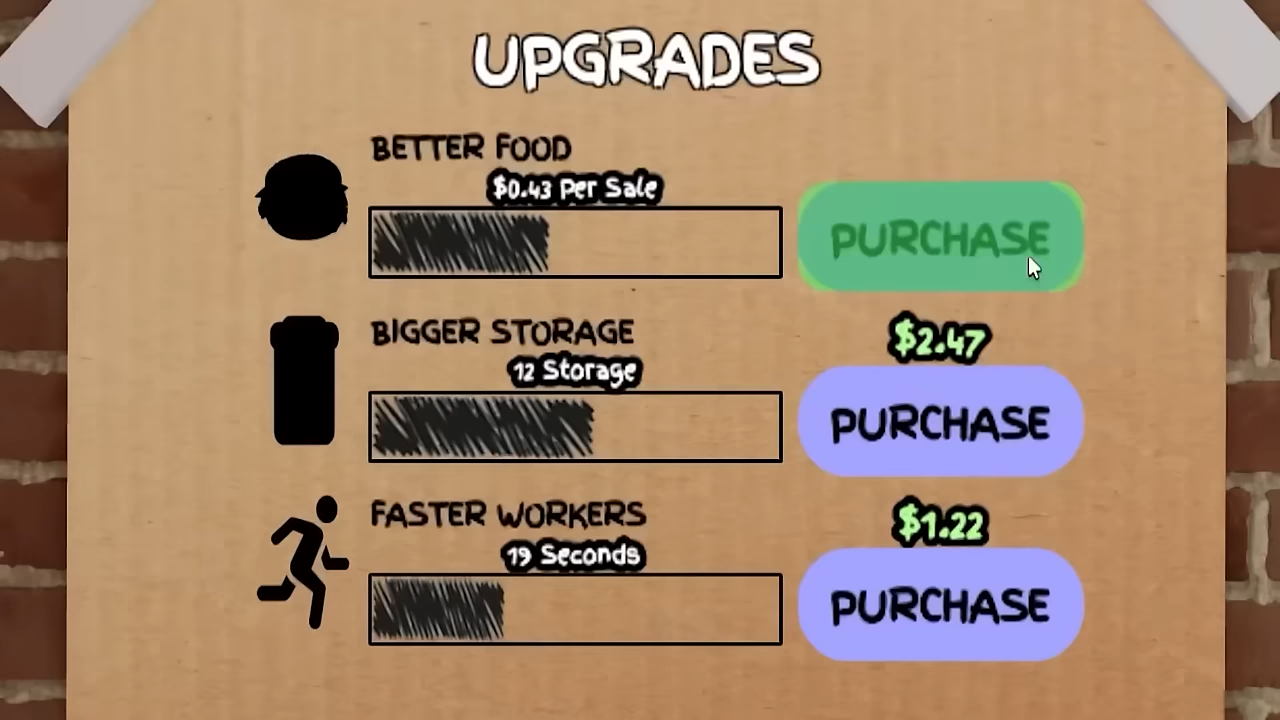 UPGRADES
BETTER FOOD
$0.43 Per Sale
PURCHASE
BIGGER STORAGE
$2.47
12 Storage
PURCHASE
FASTER WORKERS
$1.22
19 Seconds
PURCHASE